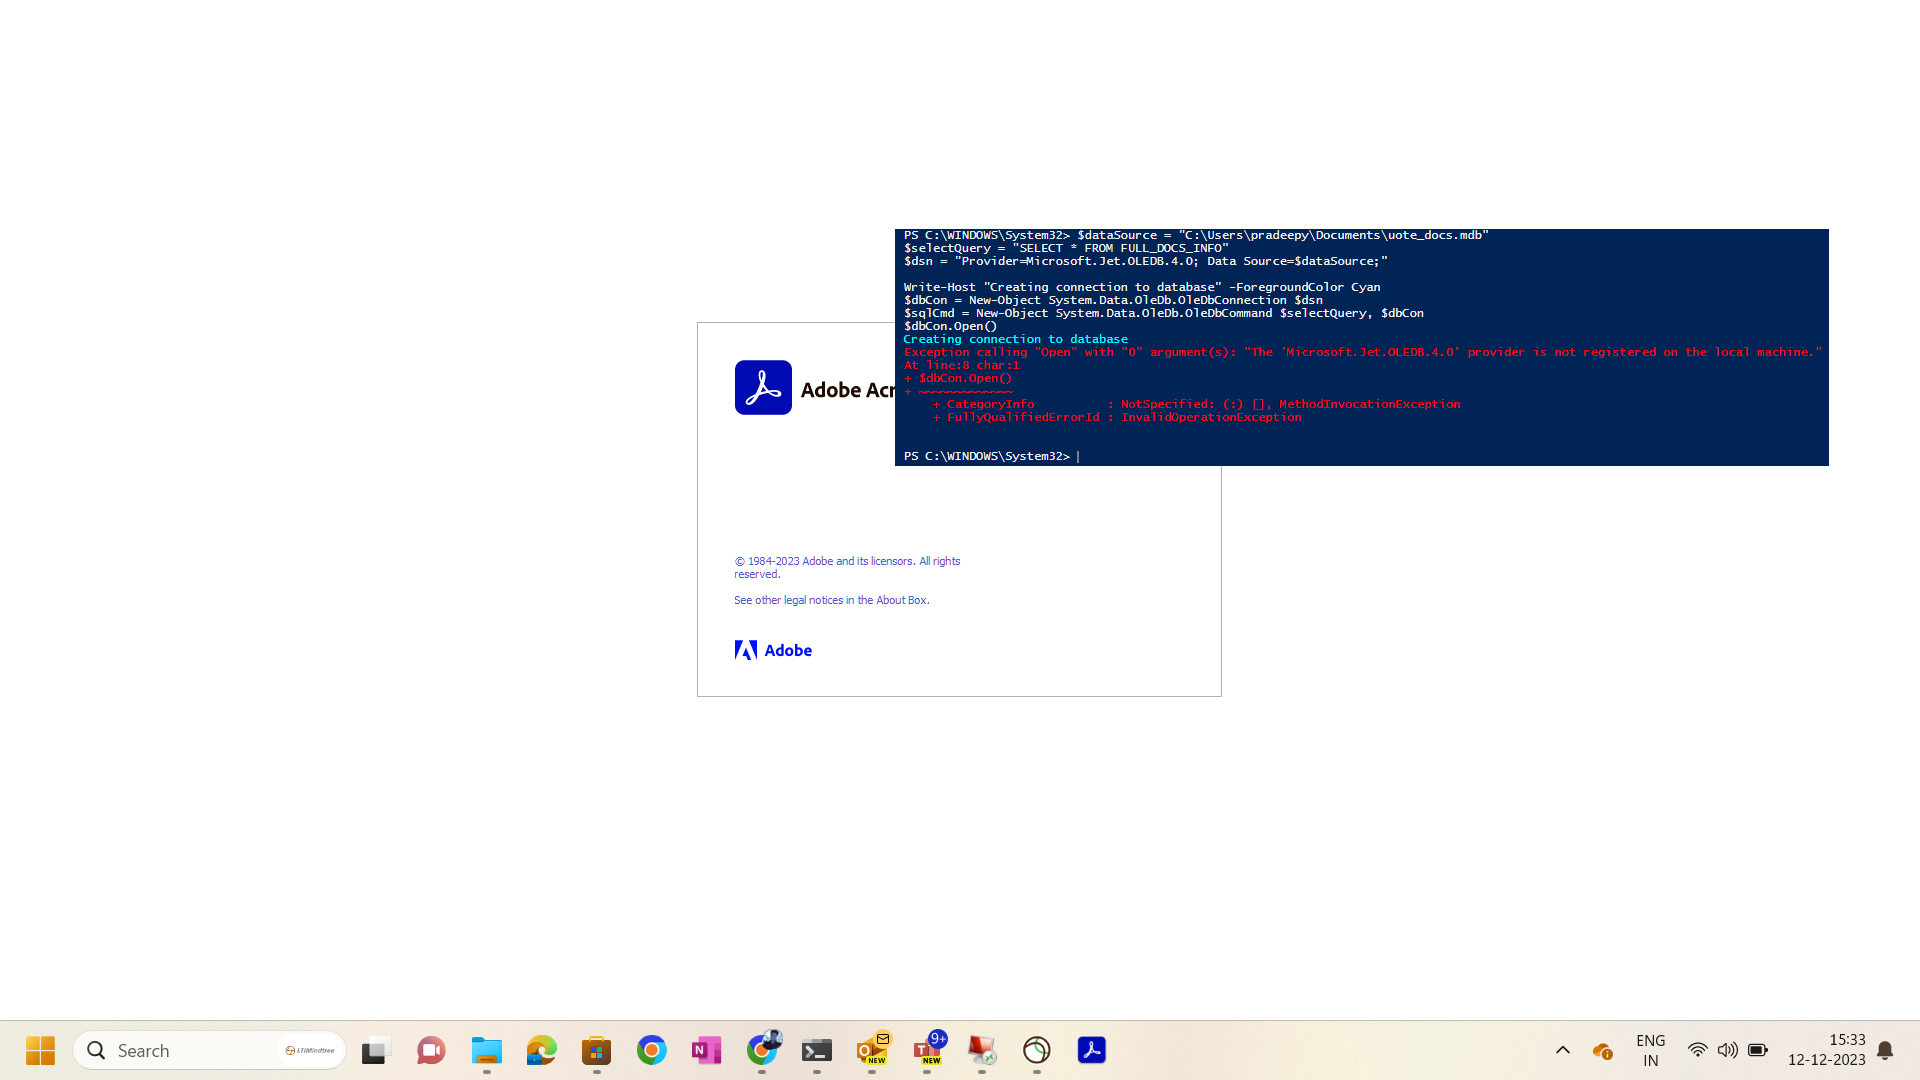 PS C:\WINDOWS\System32> $dataSource = "C:\Users\pradeepy\Documents\uote_docs.mdb"
$selectQuery = "SELECT * FROM FULL_DOCS_INFO"
$dsn = "Provider=Microsoft.Jet.OLEDB.4.0; Data Source=$dataSource;"
Write-Host "Creating connection to database" -ForegroundColor Cyan
$dbCon = New-Object System.Data.OleDb.OleDbConnection $dsn
$sqlCmd = New-Object System.Data.OleDb.OleDbCommand $selectQuery, $dbCon
$dbCon.Open()
Creating connection to database
Exception calling "Open" with "0" argument(s): "The 'Microsoft.Jet.OLEDB.4.0' provider is not registered on the local machine."
At line:8 char:1
+ $dbCon.Open()
+ ~~~~~~~~~~~~~
+ CategoryInfo : NotSpecified: (:) [], MethodInvocationException
+ FullyQualifiedErrorId : InvalidOperationException
PS C:\WINDOWS\System32>
Adobe Acr
© 1984-2023 Adobe and its licensors. All rights
reserved.
See other legal notices in the About Box.
Adobe
Search
LTIMindtree
NEW
9+
NEW
ENG
IN
15:33
12-12-2023